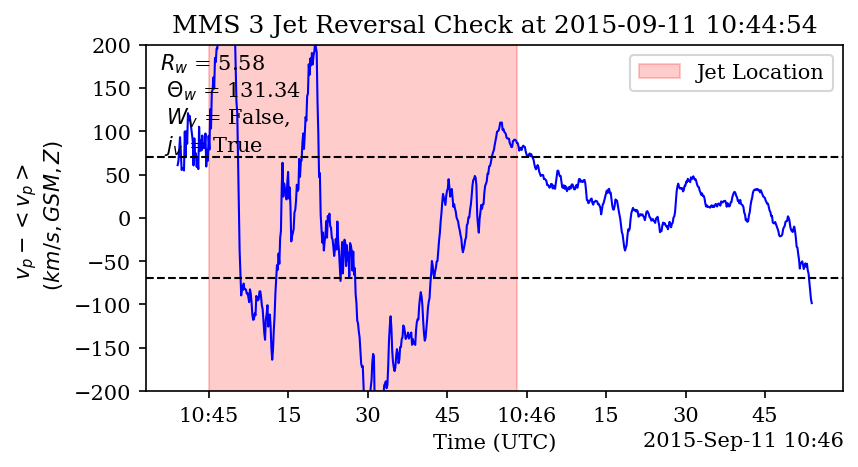 MMS 3 Jet Reversal Check at 2015-09-11 10:44:54
R_w = 5.58
Θ_w = 131.34
W_v = False,
j_v = True
Jet Location
v_p − < v_p >
(km/s, GSM, Z)
200
150
100
50
0
−50
−100
−150
−200
10:45 15 30 45 10:46 15 30 45
Time (UTC)
2015-Sep-11 10:46